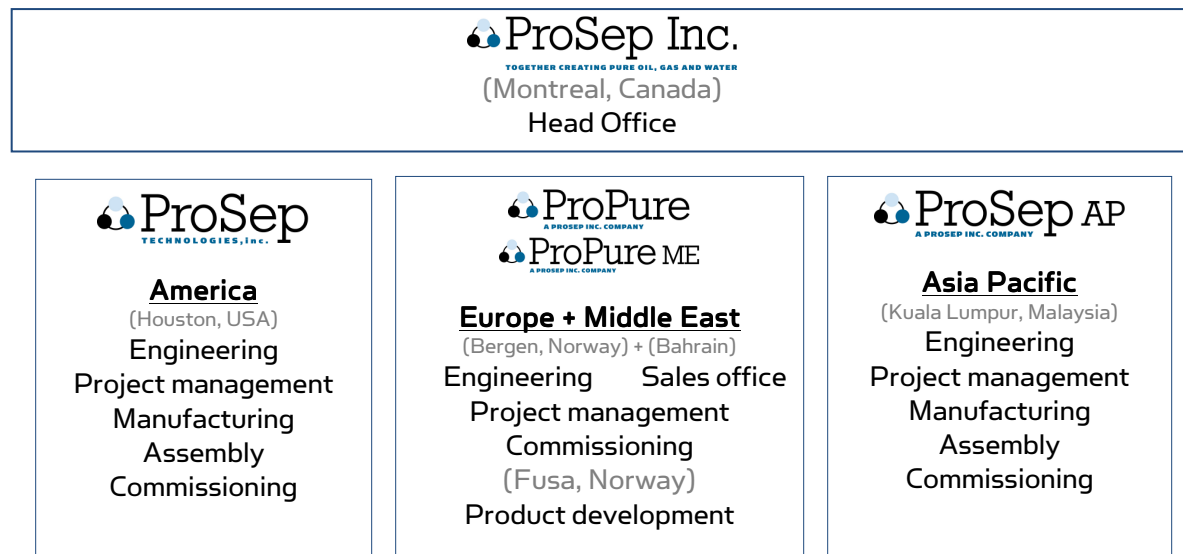 ProSep Inc.
TOGETHER CREATING PURE OIL, GAS AND WATER
(Montreal, Canada)
Head Office
ProSep
TECHNOLOGIES, inc.
America
(Houston, USA)
Engineering
Project management
Manufacturing
Assembly
Commissioning
ProPure
A PROSEP INC. COMPANY
ProPure ME
A PROSEP INC. COMPANY
Europe + Middle East
(Bergen, Norway) + (Bahrain)
Engineering Sales office
Project management
Commissioning
(Fusa, Norway)
Product development
ProSep AP
A PROSEP INC. COMPANY
Asia Pacific
(Kuala Lumpur, Malaysia)
Engineering
Project management
Manufacturing
Assembly
Commissioning